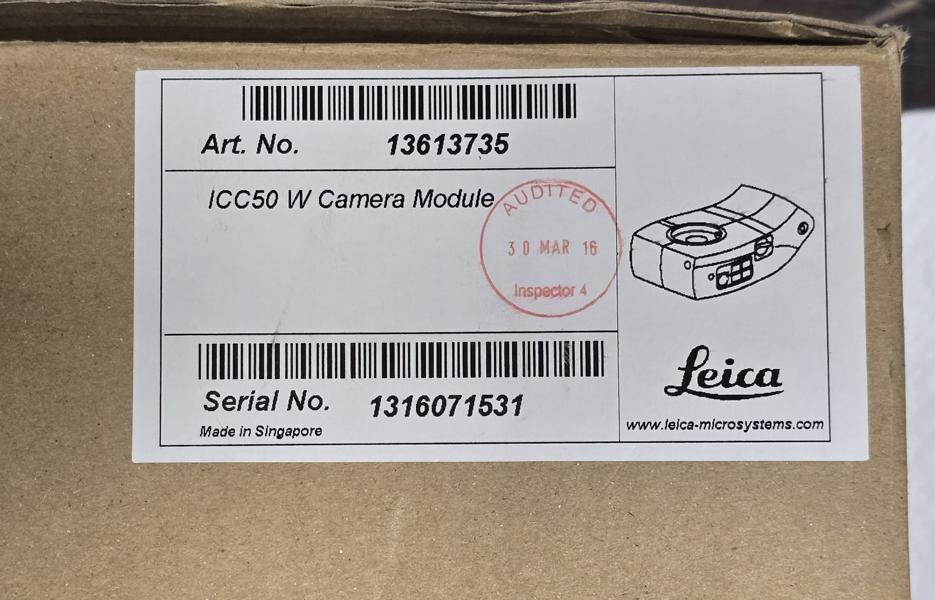 Art. No. 13613735
ICC50 W Camera Module
AUDITED
30 MAR 16
Inspector 4
Serial No. 1316071531
Made in Singapore
Leica
www.leica-microsystems.com